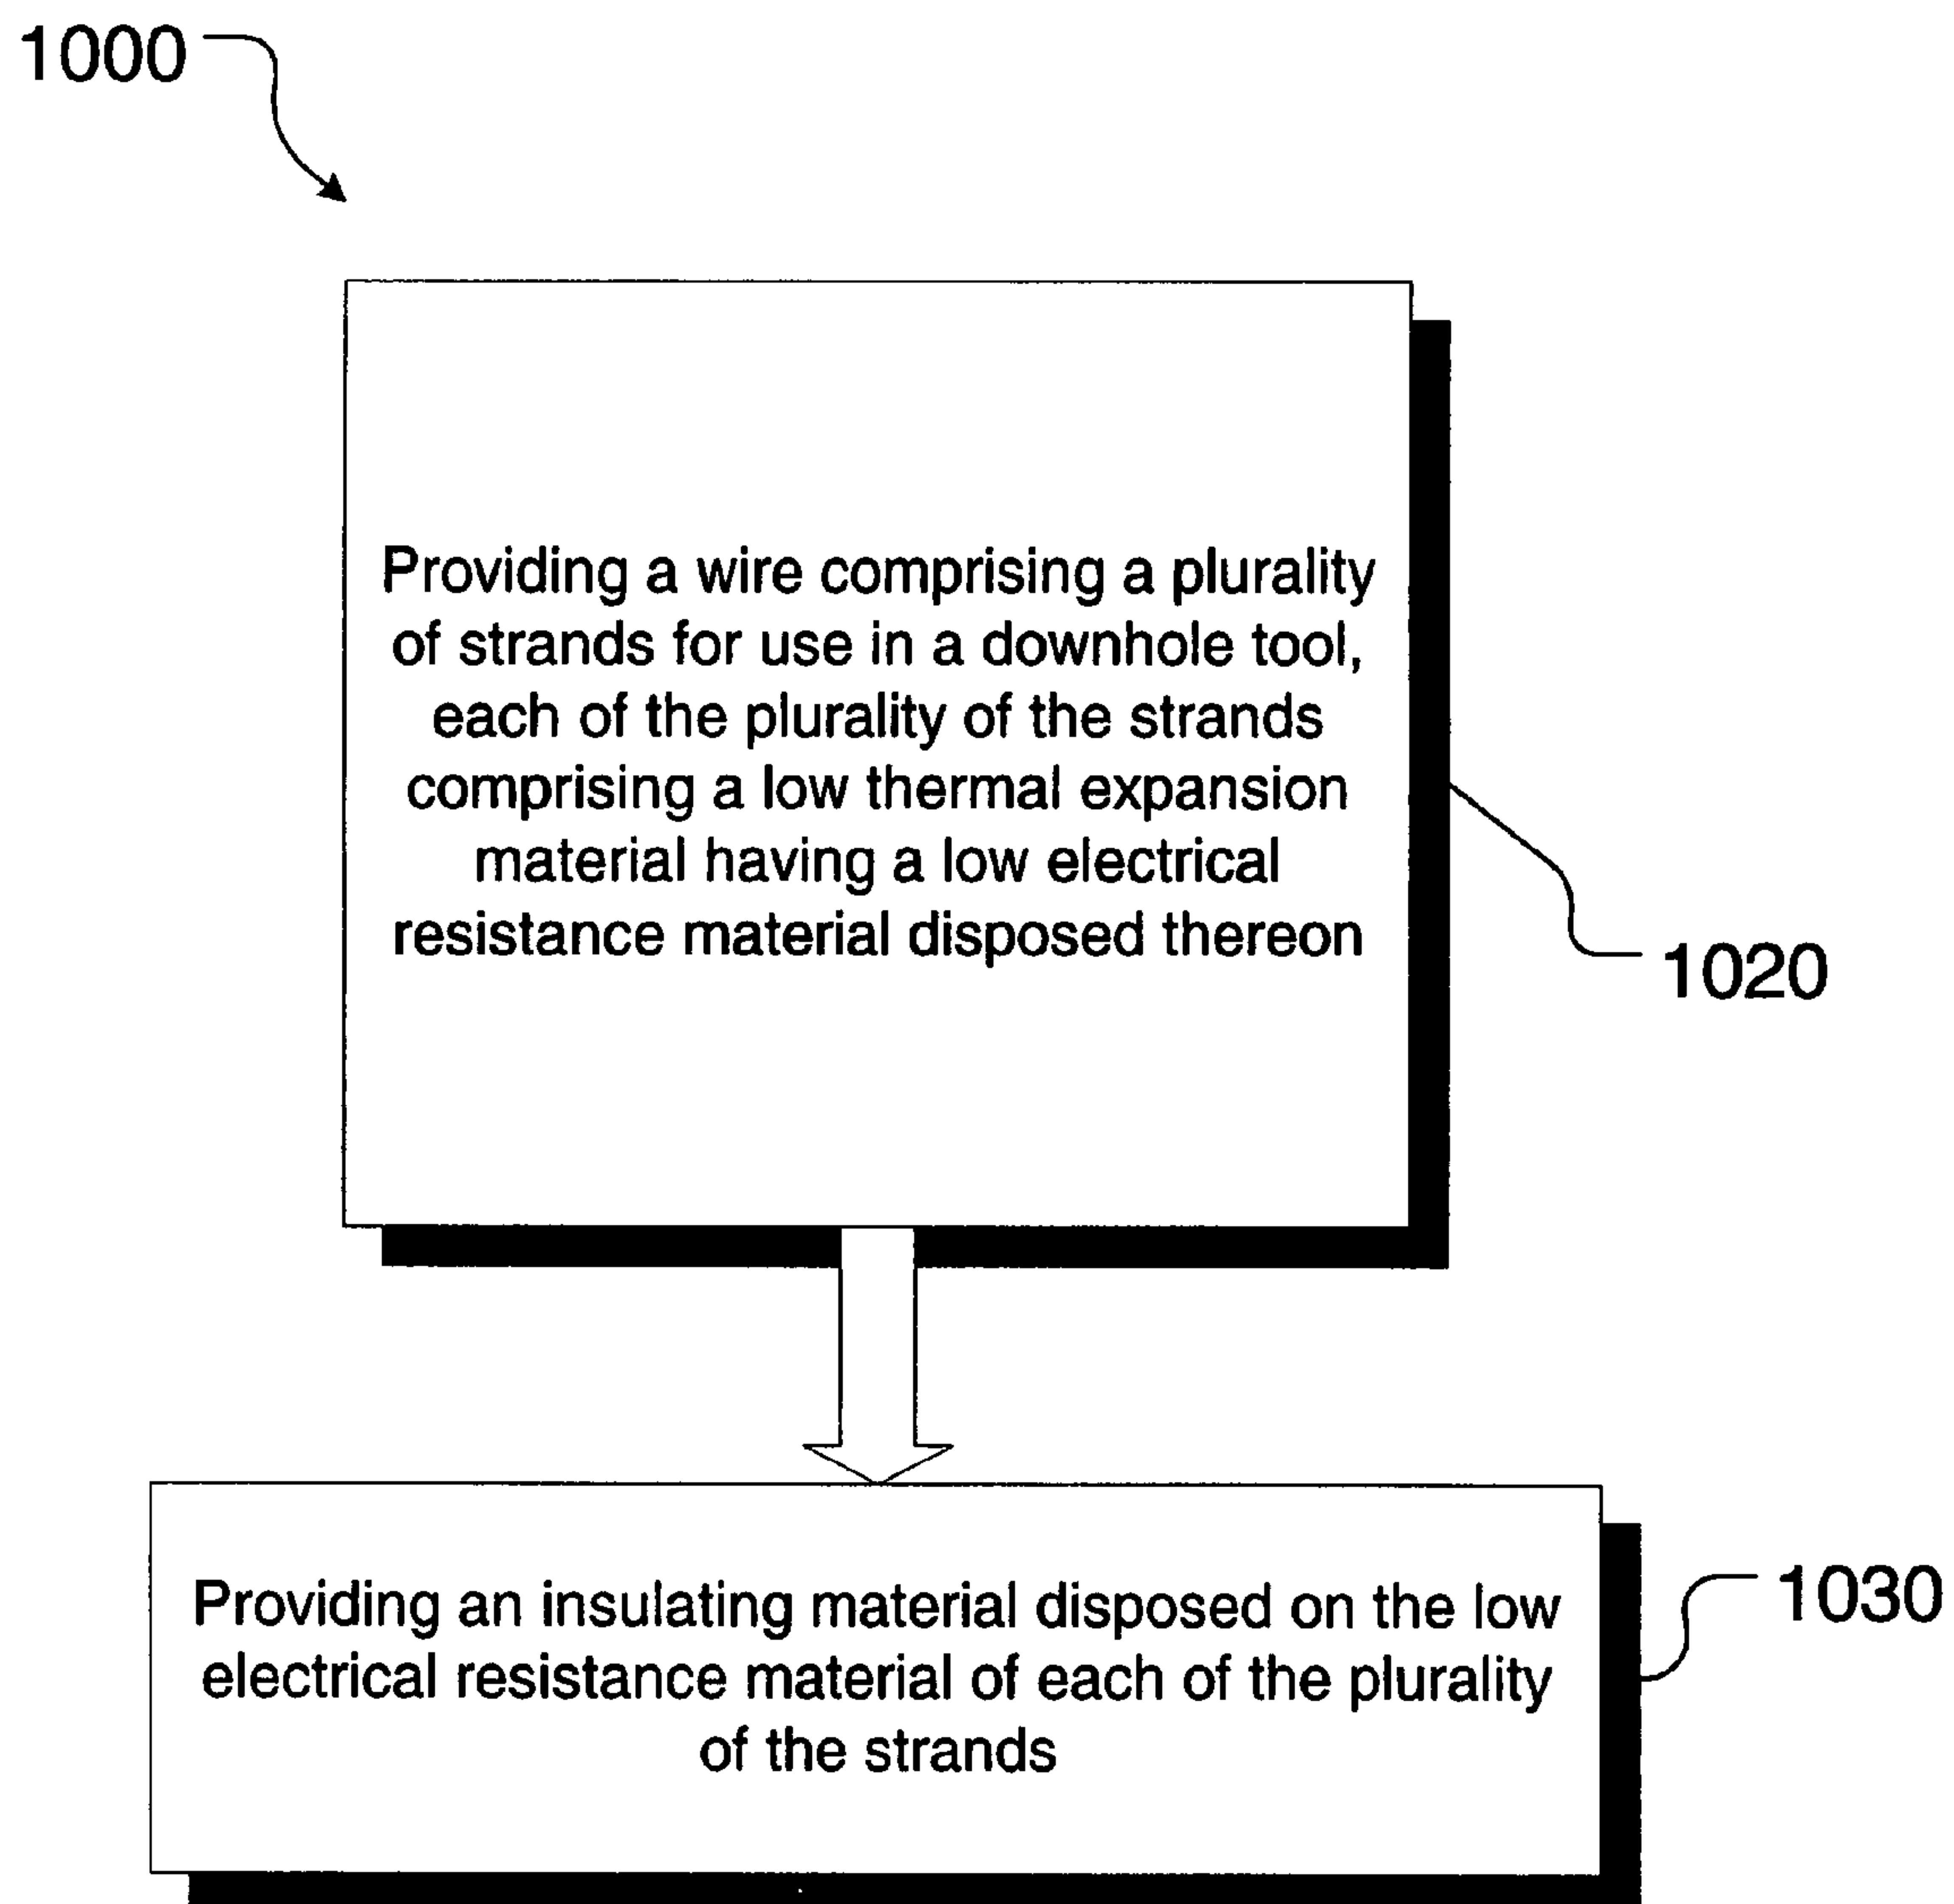 1000
Providing a wire comprising a plurality
of strands for use in a downhole tool,
each of the plurality of the strands
comprising a low thermal expansion
material having a low electrical
resistance material disposed thereon
1020
Providing an insulating material disposed on the low
electrical resistance material of each of the plurality
of the strands
1030